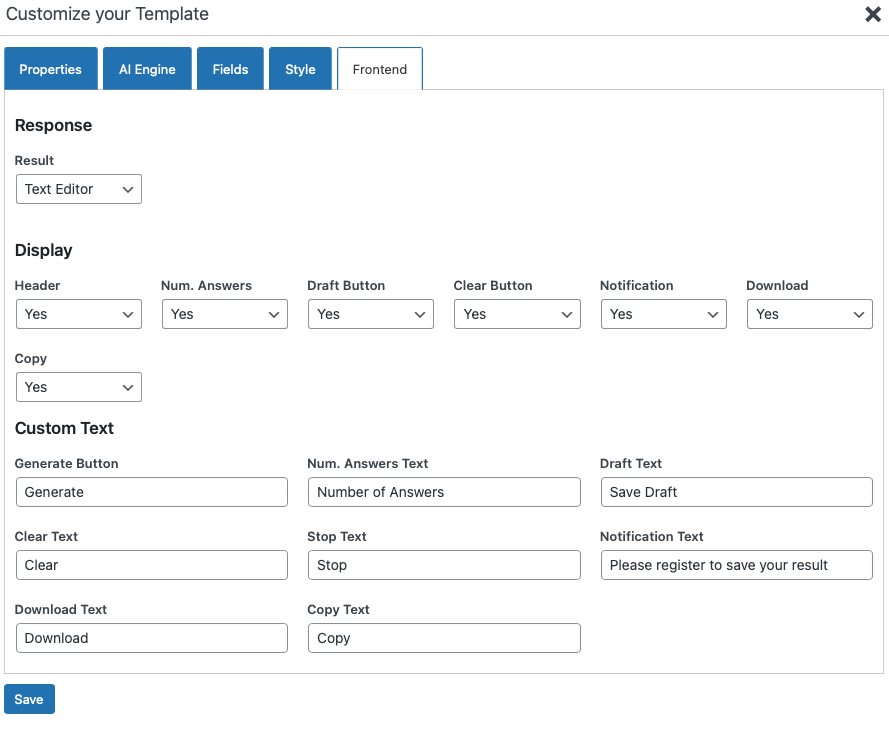 Customize your Template
Properties AI Engine Fields Style Frontend
Response
Result
Text Editor
Display
Header Num. Answers Draft Button Clear Button Notification Download
Yes Yes Yes Yes Yes Yes
Copy
Yes
Custom Text
Generate Button Num. Answers Text Draft Text
Generate Number of Answers Save Draft
Clear Text Stop Text Notification Text
Clear Stop Please register to save your result
Download Text Copy Text
Download Copy
Save